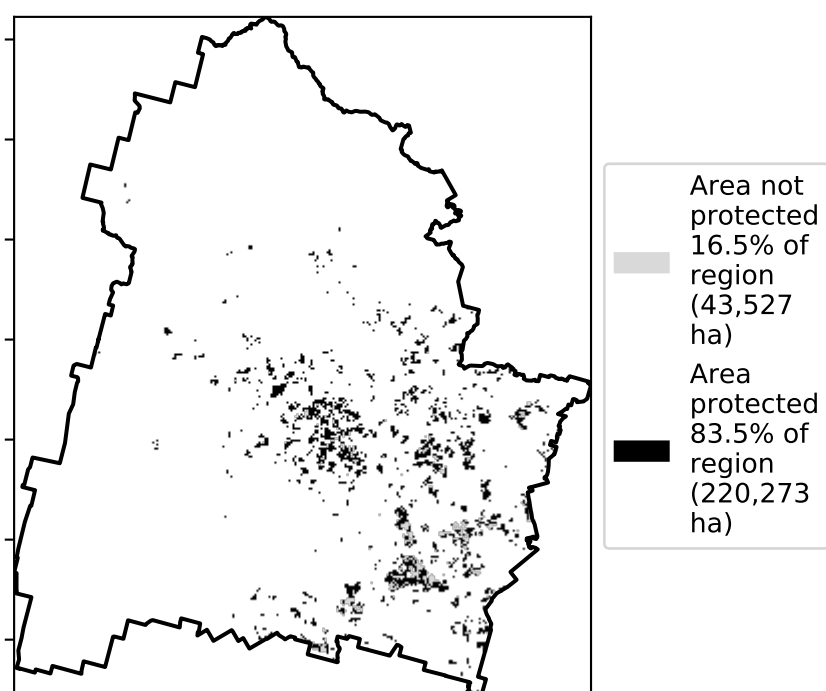 Area not
protected
16.5% of
region
(43,527
ha)
Area
protected
83.5% of
region
(220,273
ha)